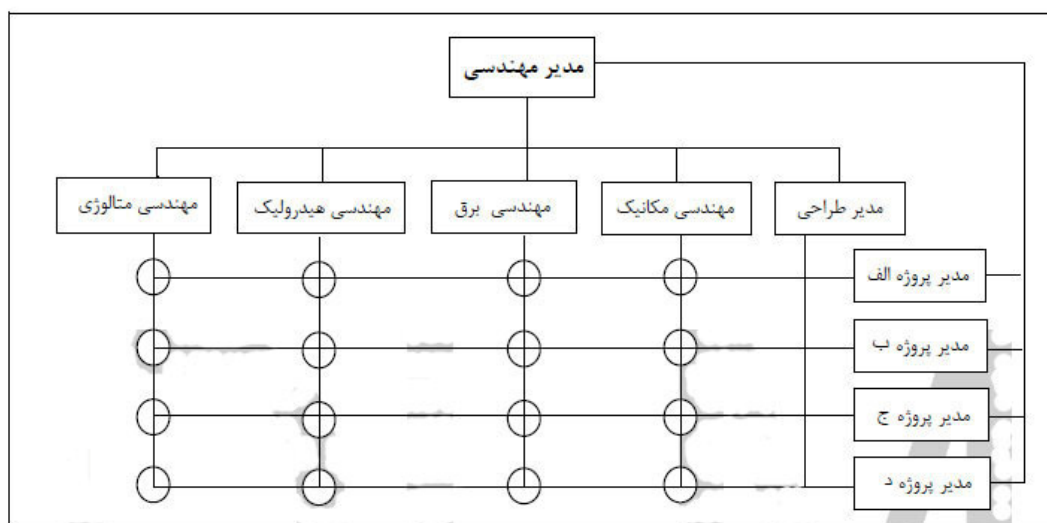 مدیر مهندسی
مدیر طراحی
مهندسی مکانیک
مهندسی برق
مهندسی هیدرولیک
مهندسی متالوژی
مدیر پروژه الف
مدیر پروژه ب
مدیر پروژه ج
مدیر پروژه د